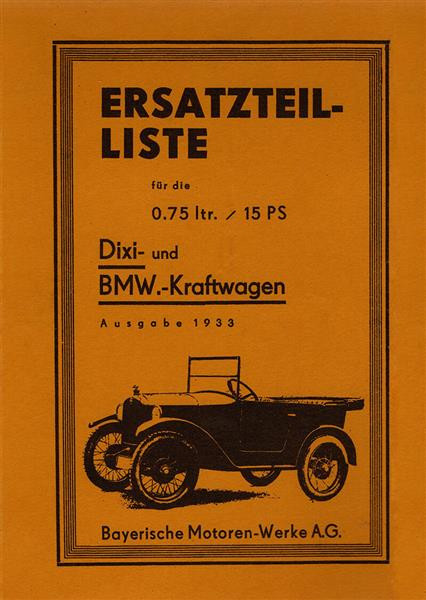 ERSATZTEIL-
LISTE
für die
0.75 ltr. / 15 PS
Dixi- und
BMW.-Kraftwagen
Ausgabe 1933
Bayerische Motoren-Werke A.G.